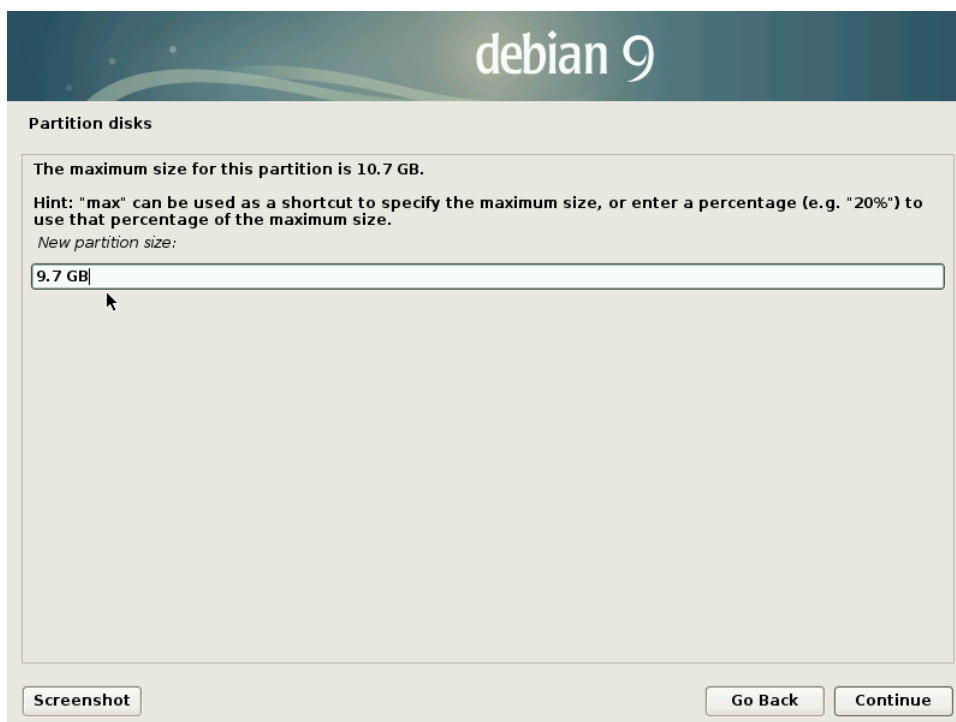 debian 9
Partition disks
The maximum size for this partition is 10.7 GB.
Hint: "max" can be used as a shortcut to specify the maximum size, or enter a percentage (e.g. "20%") to
use that percentage of the maximum size.
New partition size:
9.7 GB
Screenshot
Go Back
Continue